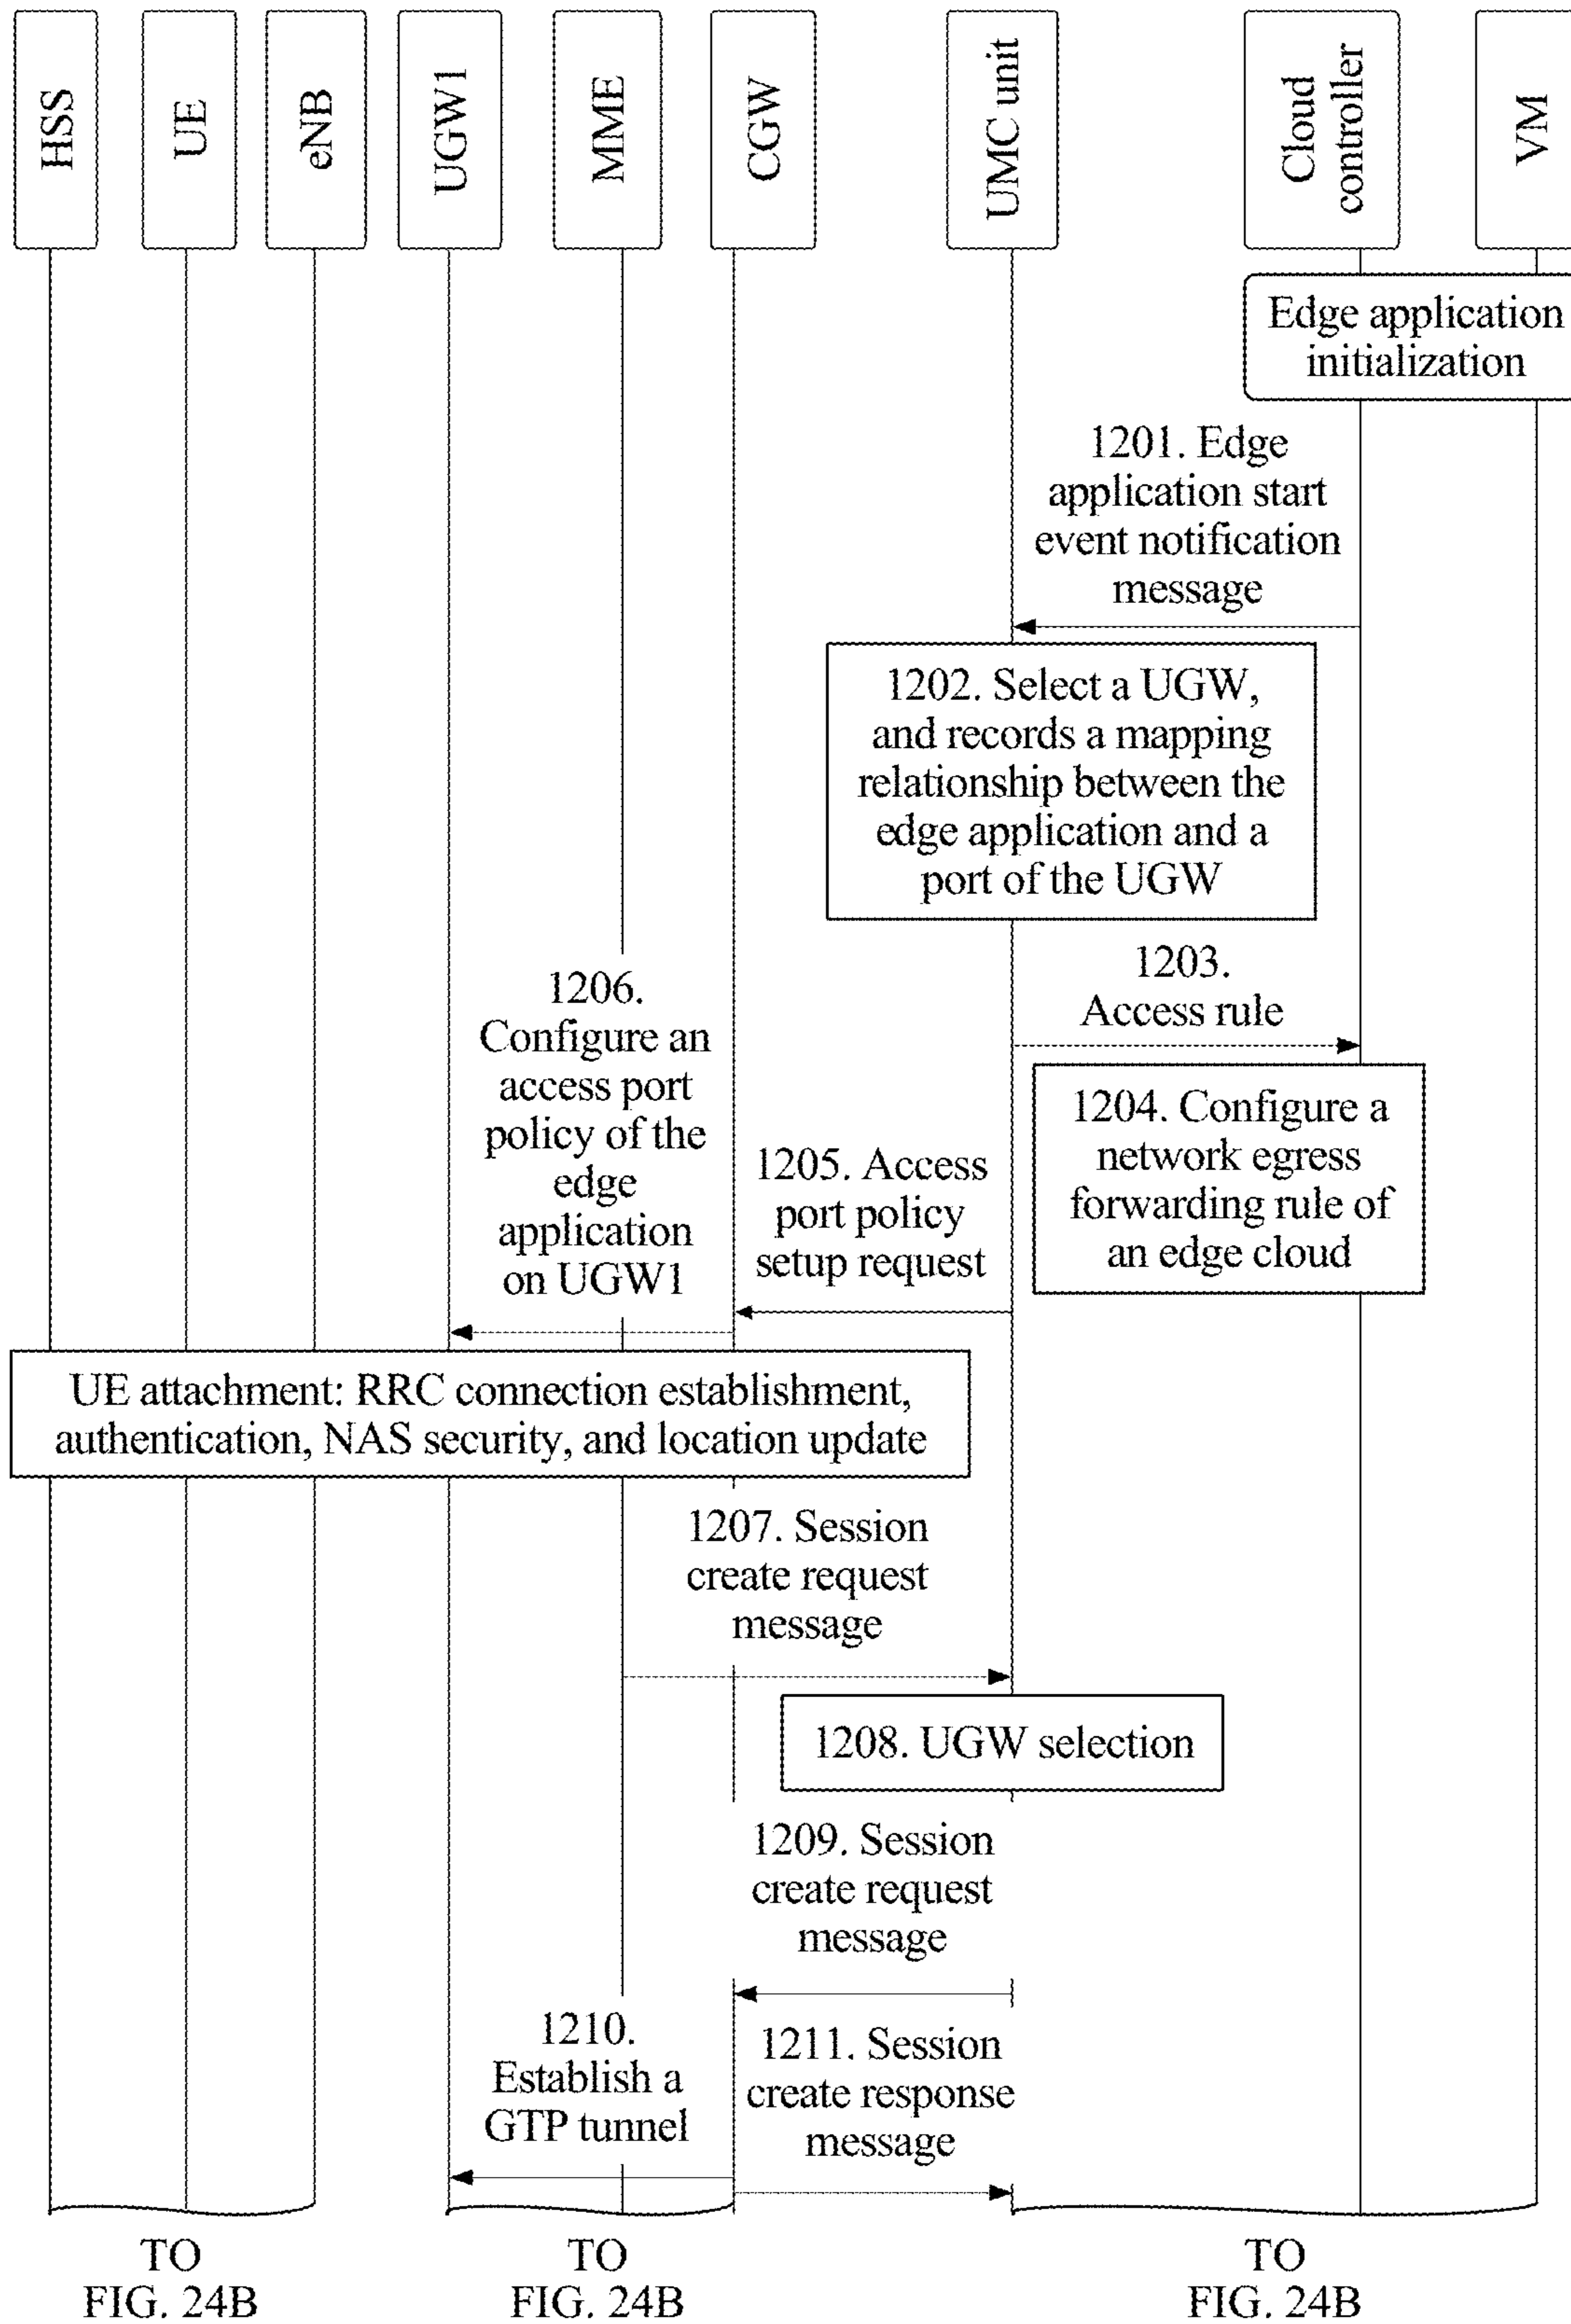 HSS
UE
eNB
UGW1
MME
CGW
UMC unit
Cloud
controller
VM
Edge application
initialization
1201. Edge
application start
event notification
message
1202. Select a UGW,
and records a mapping
relationship between the
edge application and a
port of the UGW
1203.
Access rule
1204. Configure a
network egress
forwarding rule of
an edge cloud
1205. Access
port policy
setup request
1206.
Configure an
access port
policy of the
edge
application
on UGW1
UE attachment: RRC connection establishment,
authentication, NAS security, and location update
1207. Session
create request
message
1208. UGW selection
1209. Session
create request
message
1210.
Establish a
GTP tunnel
1211. Session
create response
message
TO
FIG. 24B
TO
FIG. 24B
TO
FIG. 24B